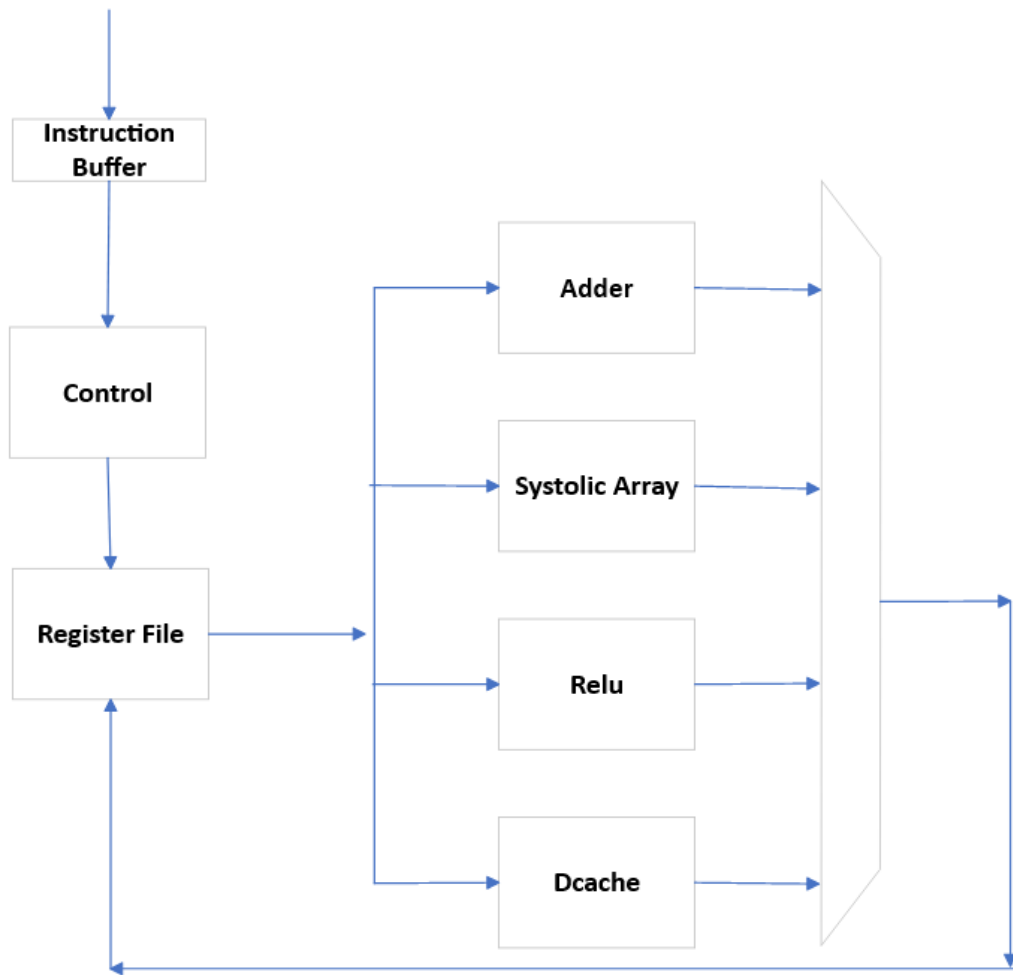 Instruction
Buffer
Control
Register File
Adder
Systolic Array
Relu
Dcache